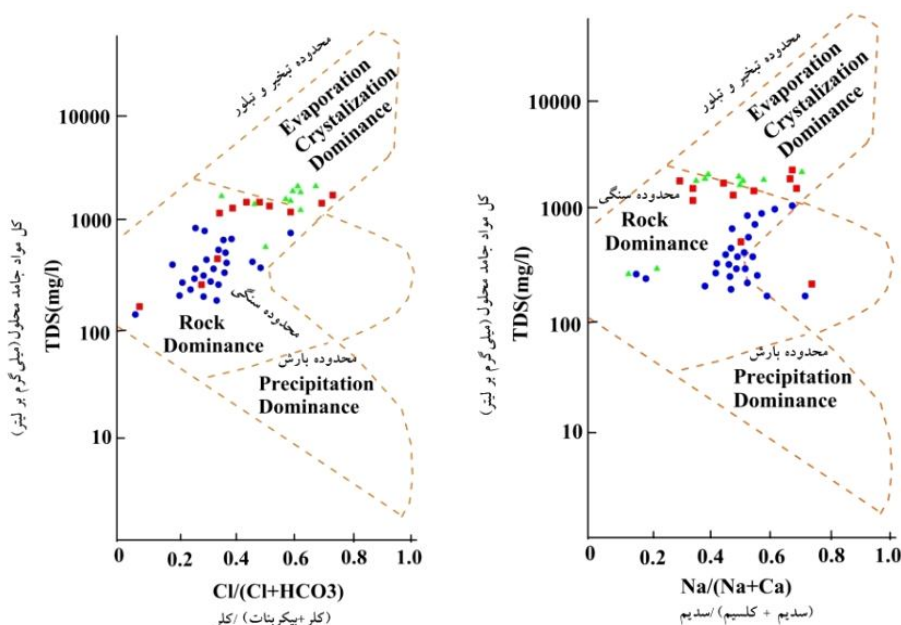 محدوده تبخیر و تبلور
Evaporation
Crystalization
Dominance
10000
1000
100
10
کل مواد جامد محلول (میلی گرم بر لیتر)
TDS(mg/l)
محدوده سنگی
Rock
Dominance
محدوده بارش
Precipitation
Dominance
0
0.2
0.4
0.6
0.8
1.0
Cl/(Cl+HCO3)
(کلر+بیکربنات) /کلر
محدوده تبخیر و تبلور
Evaporation
Crystalization
Dominance
10000
1000
100
10
کل مواد جامد محلول (میلی گرم بر لیتر)
TDS(mg/l)
محدوده سنگی
Rock
Dominance
محدوده بارش
Precipitation
Dominance
0
0.2
0.4
0.6
0.8
1.0
Na/(Na+Ca)
(سدیم + کلسیم) /سدیم